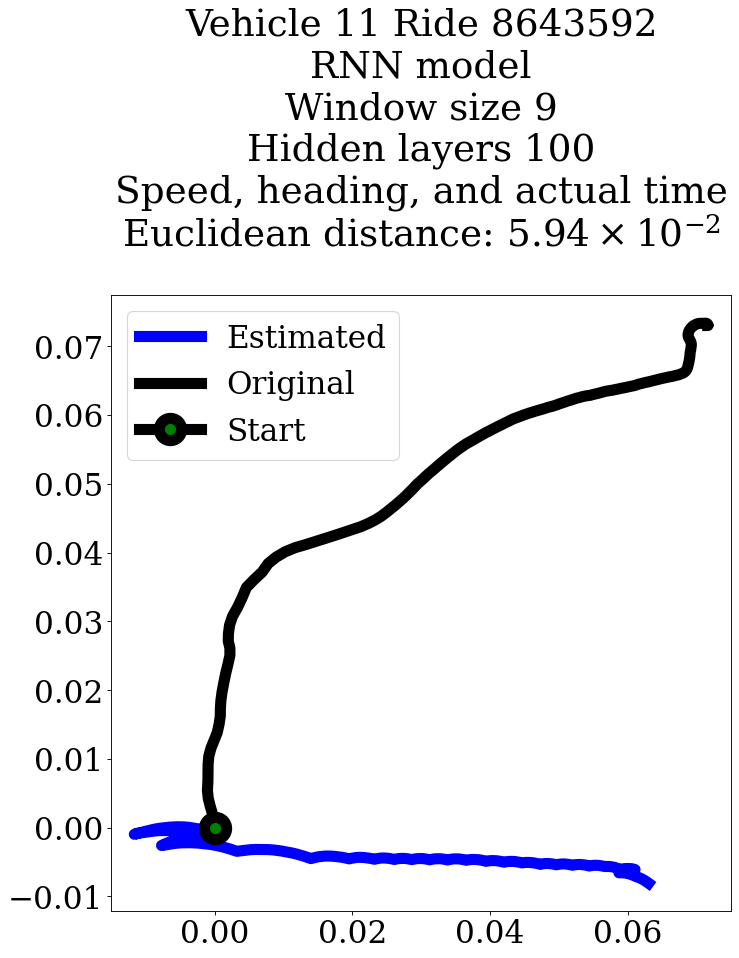 Vehicle 11 Ride 8643592
RNN model
Window size 9
Hidden layers 100
Speed, heading, and actual time
Euclidean distance: 5.94 × 10⁻²
Estimated
Original
Start
0.07
0.06
0.05
0.04
0.03
0.02
0.01
0.00
−0.01
0.00 0.02 0.04 0.06